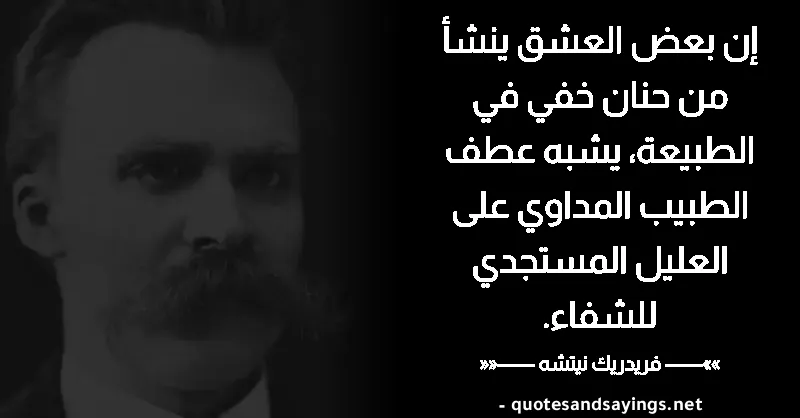 إن بعض العشق ينشأ
من حنان خفي في
الطبيعة، يشبه عطف
الطبيب المداوي على
العليل المستجدي
للشفاء.
»»——— فريدريك نيتشه ———««
- quotesandsayings.net